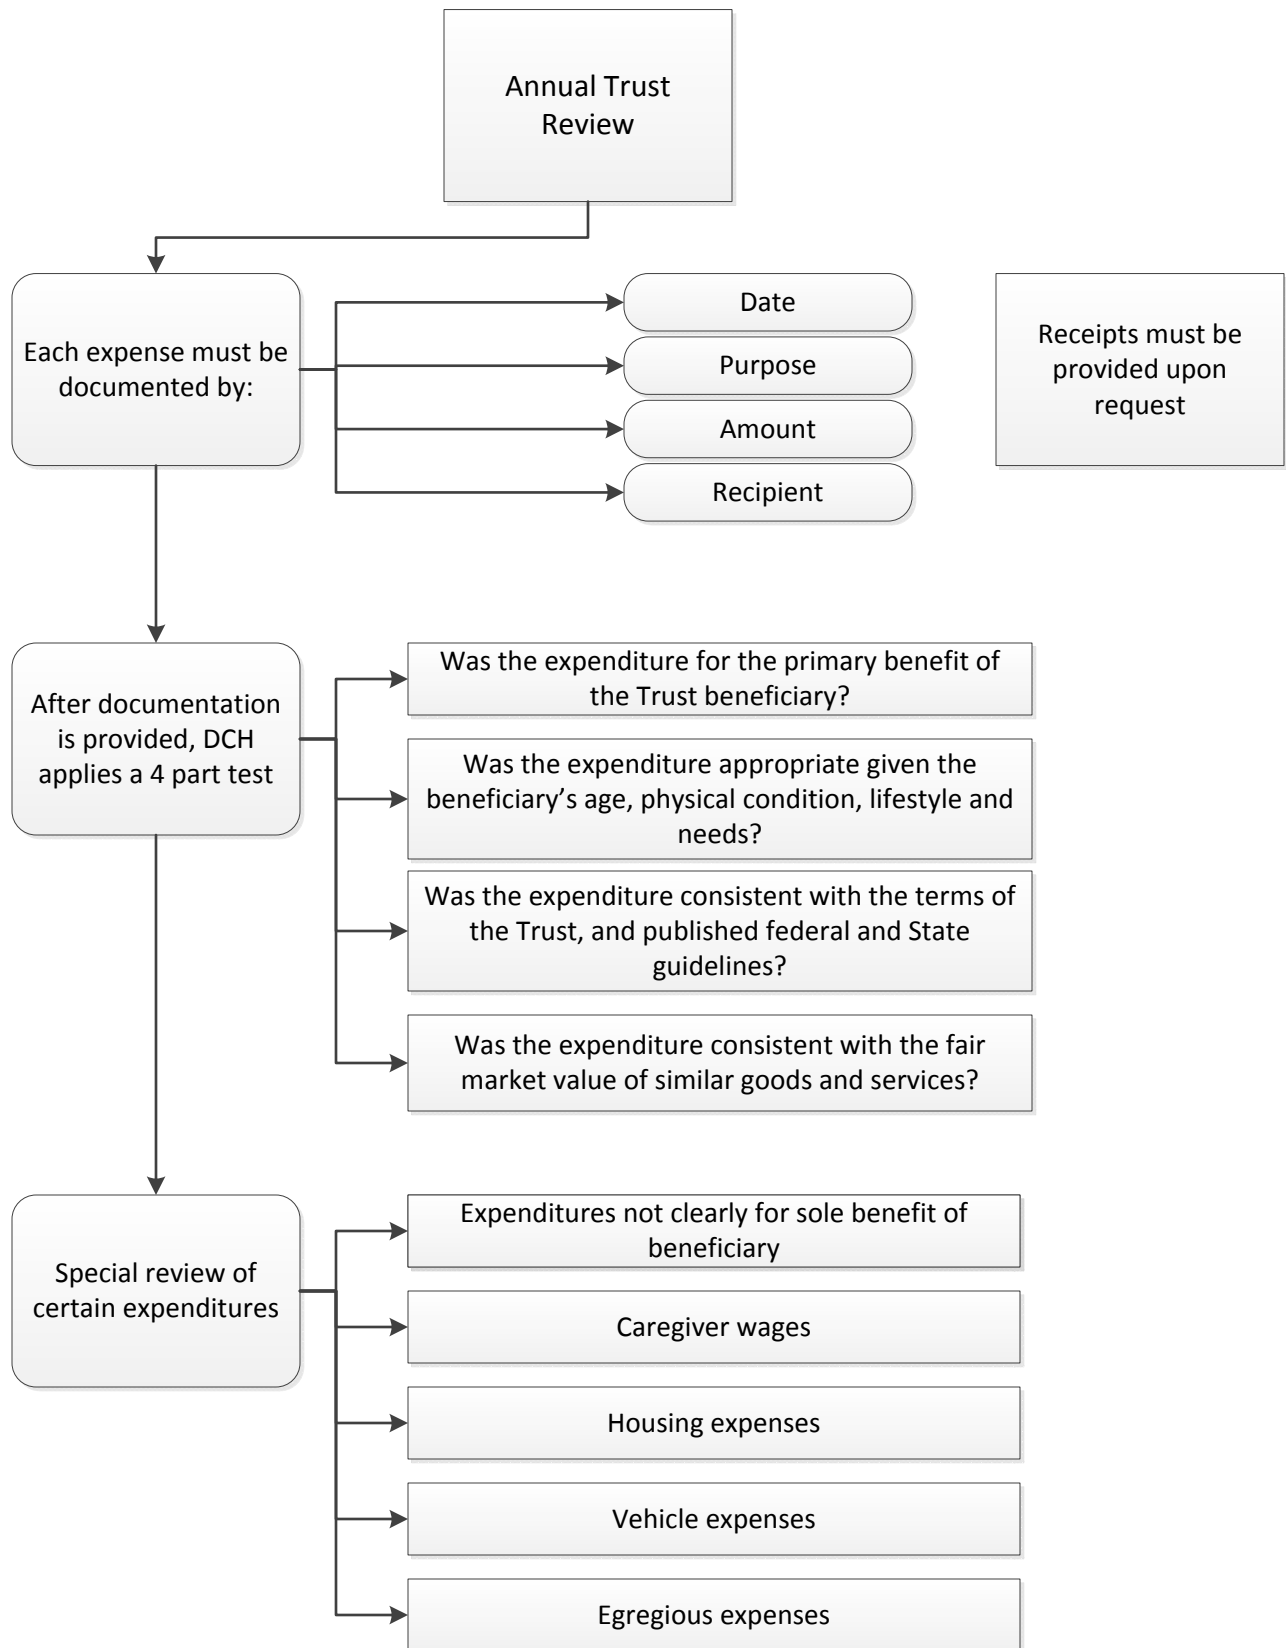 Annual Trust
Review
Each expense must be
documented by:
Date
Purpose
Amount
Recipient
Receipts must be
provided upon
request
After documentation
is provided, DCH
applies a 4 part test
Was the expenditure for the primary benefit of
the Trust beneficiary?
Was the expenditure appropriate given the
beneficiary’s age, physical condition, lifestyle and
needs?
Was the expenditure consistent with the terms of
the Trust, and published federal and State
guidelines?
Was the expenditure consistent with the fair
market value of similar goods and services?
Special review of
certain expenditures
Expenditures not clearly for sole benefit of
beneficiary
Caregiver wages
Housing expenses
Vehicle expenses
Egregious expenses